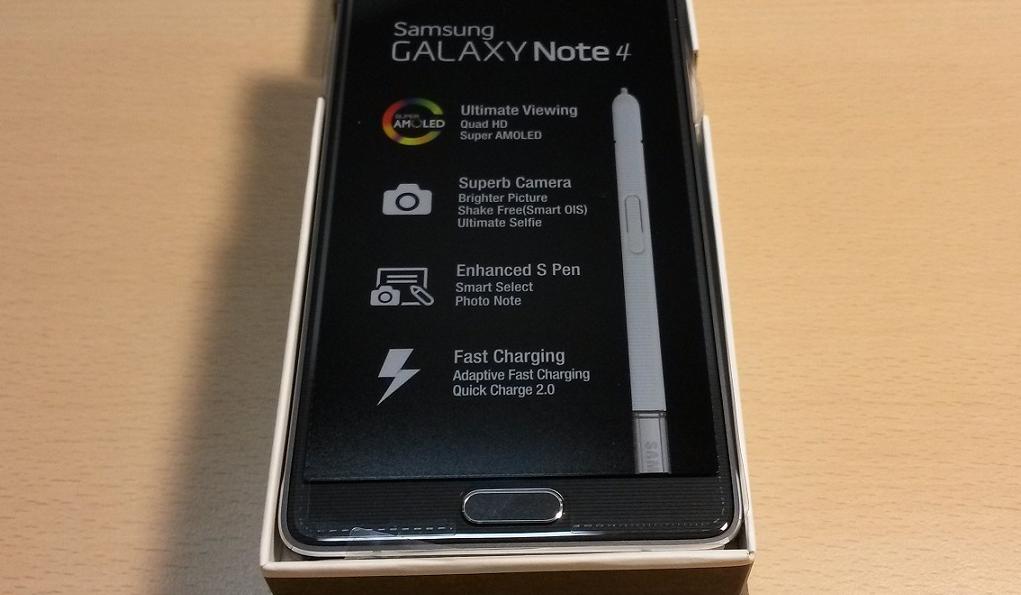 Samsung
GALAXY Note 4
SUPER
AMOLED
Ultimate Viewing
Quad HD
Super AMOLED
Superb Camera
Brighter Picture
Shake Free(Smart OIS)
Ultimate Selfie
Enhanced S Pen
Smart Select
Photo Note
Fast Charging
Adaptive Fast Charging
Quick Charge 2.0
SAM